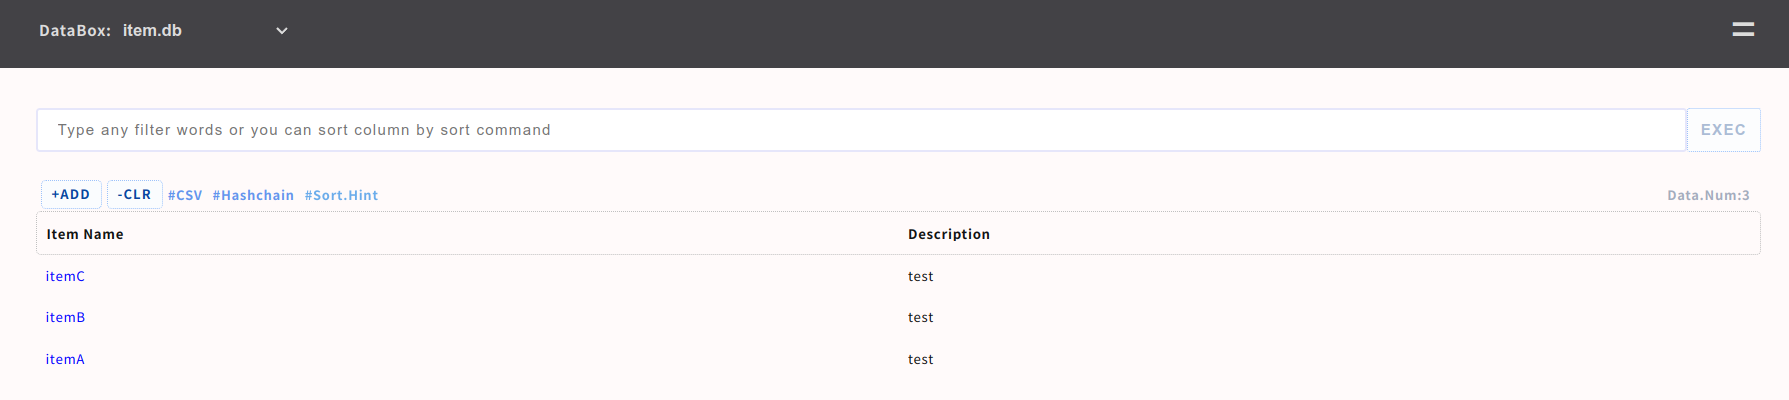 DataBox: item.db
Type any filter words or you can sort column by sort command EXEC
+ADD -CLR #CSV #Hashchain #Sort.Hint Data.Num:3
Item Name Description
itemC test
itemB test
itemA test